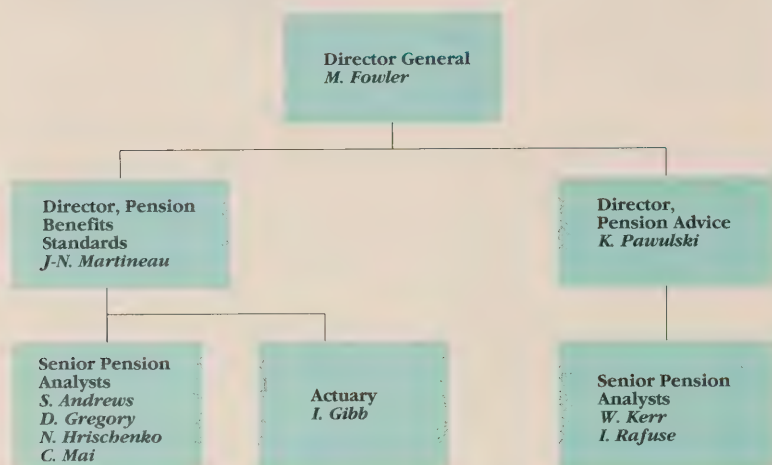 Director General
M. Fowler
Director, Pension
Benefits
Standards
J-N. Martineau
Director,
Pension Advice
K. Pawulski
Senior Pension
Analysts
S. Andrews
D. Gregory
N. Hrischenko
C. Mai
Actuary
I. Gibb
Senior Pension
Analysts
W. Kerr
I. Rafuse